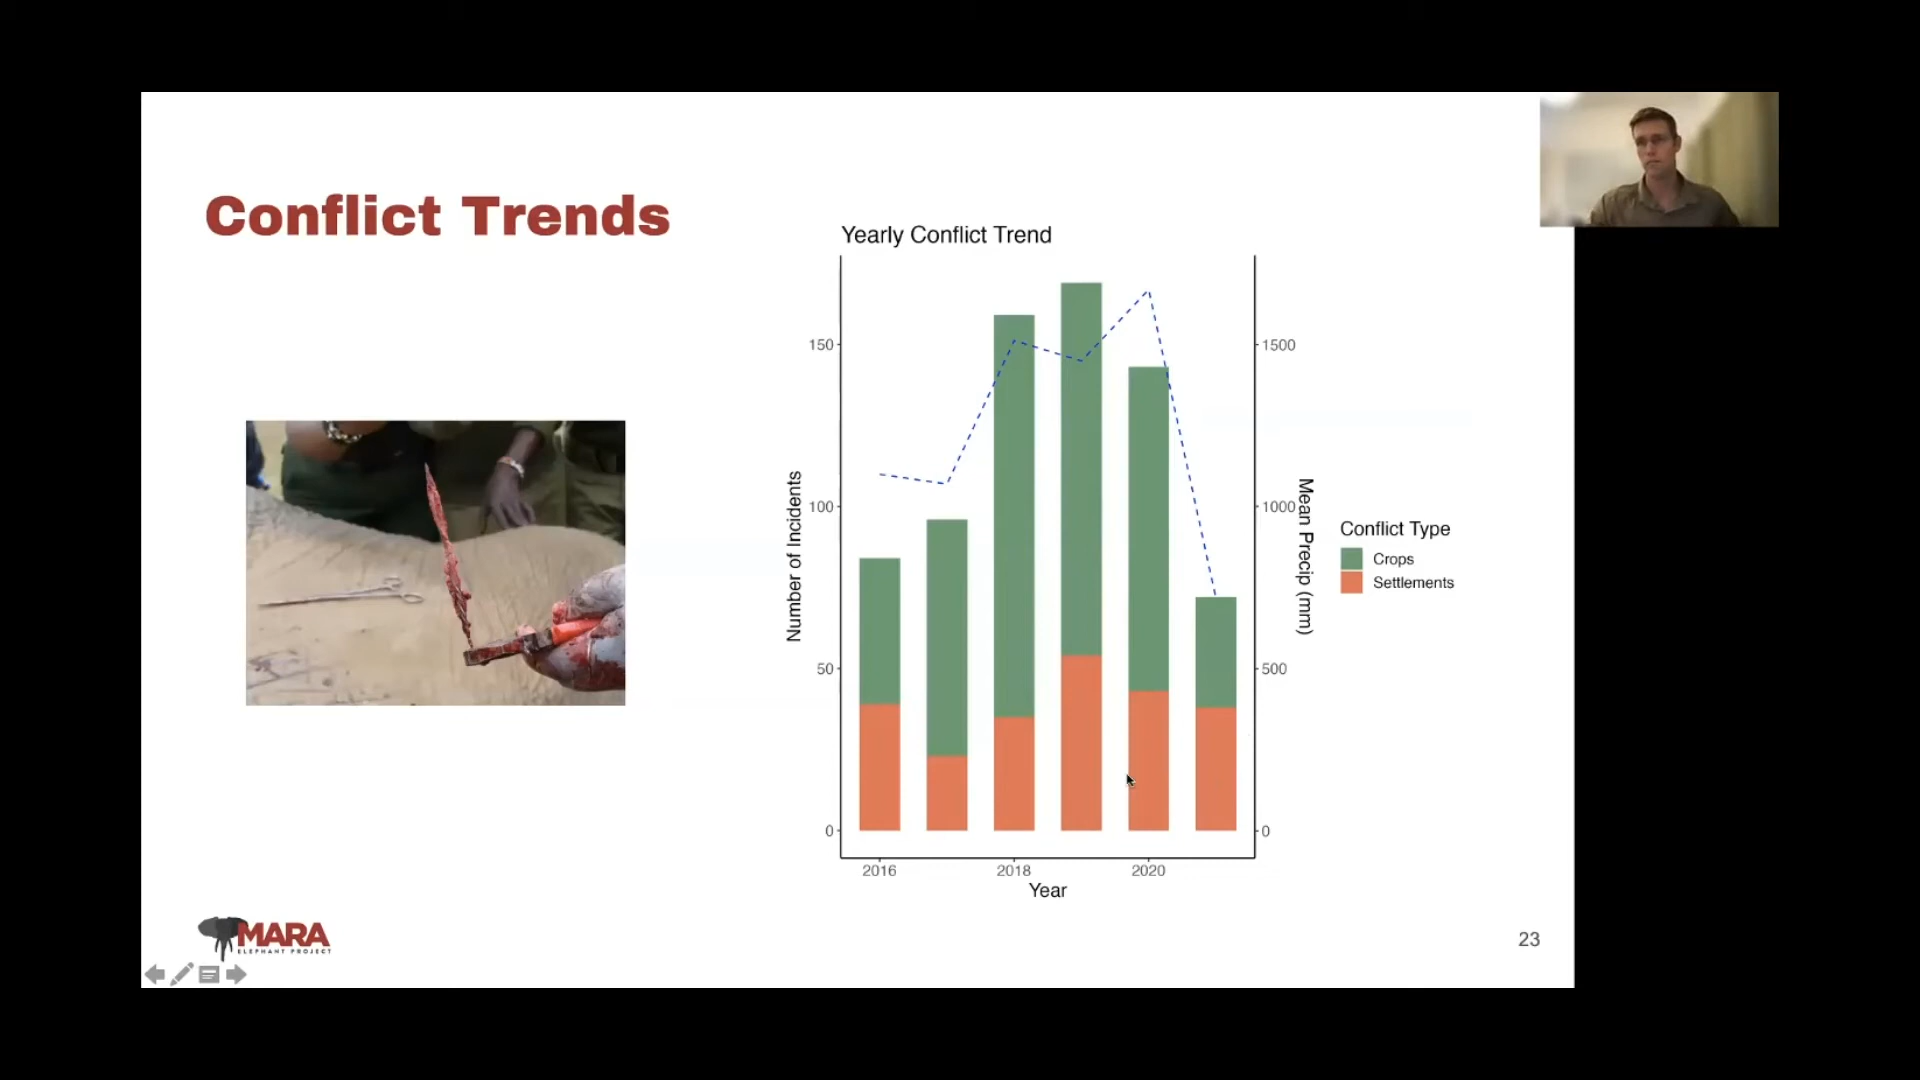 Conflict Trends
Yearly Conflict Trend
150
100
50
0
Number of Incidents
1500
1000
500
0
Mean Precip (mm)
2016
2018
2020
Year
Conflict Type
Crops
Settlements
MARA
ELEPHANT PROJECT
23